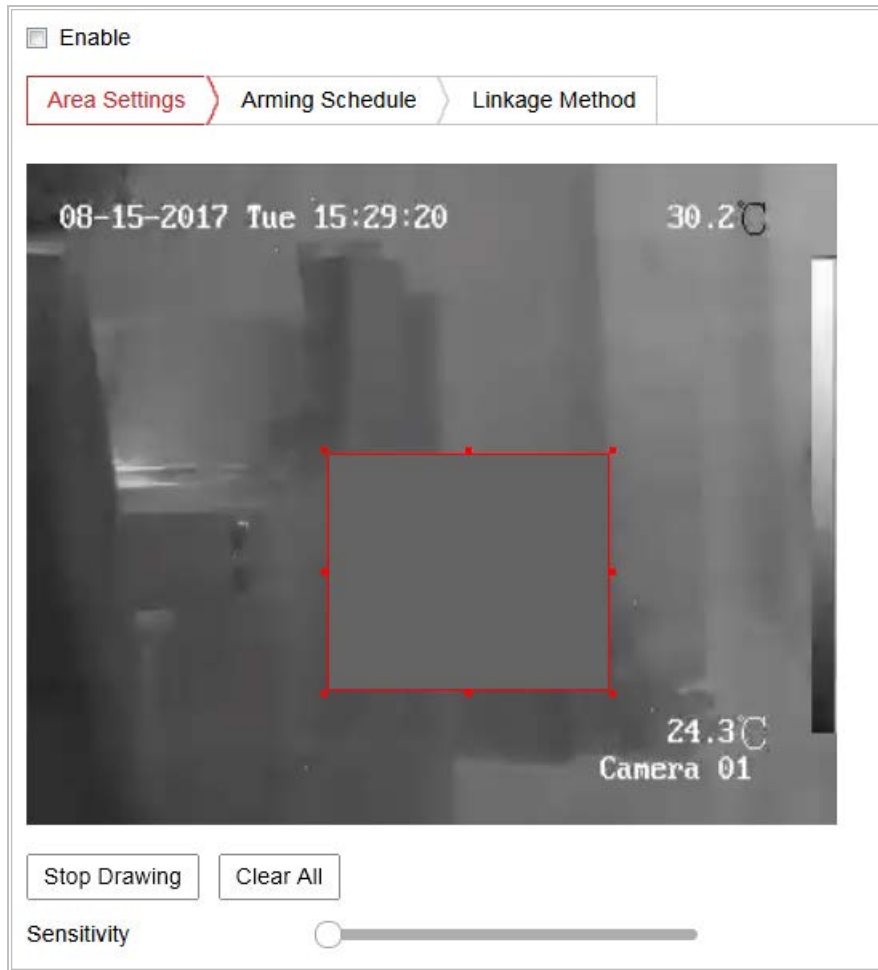 Enable
Area Settings Arming Schedule Linkage Method
08-15-2017 Tue 15:29:20 30.2℃
24.3℃
Camera 01
Stop Drawing Clear All
Sensitivity